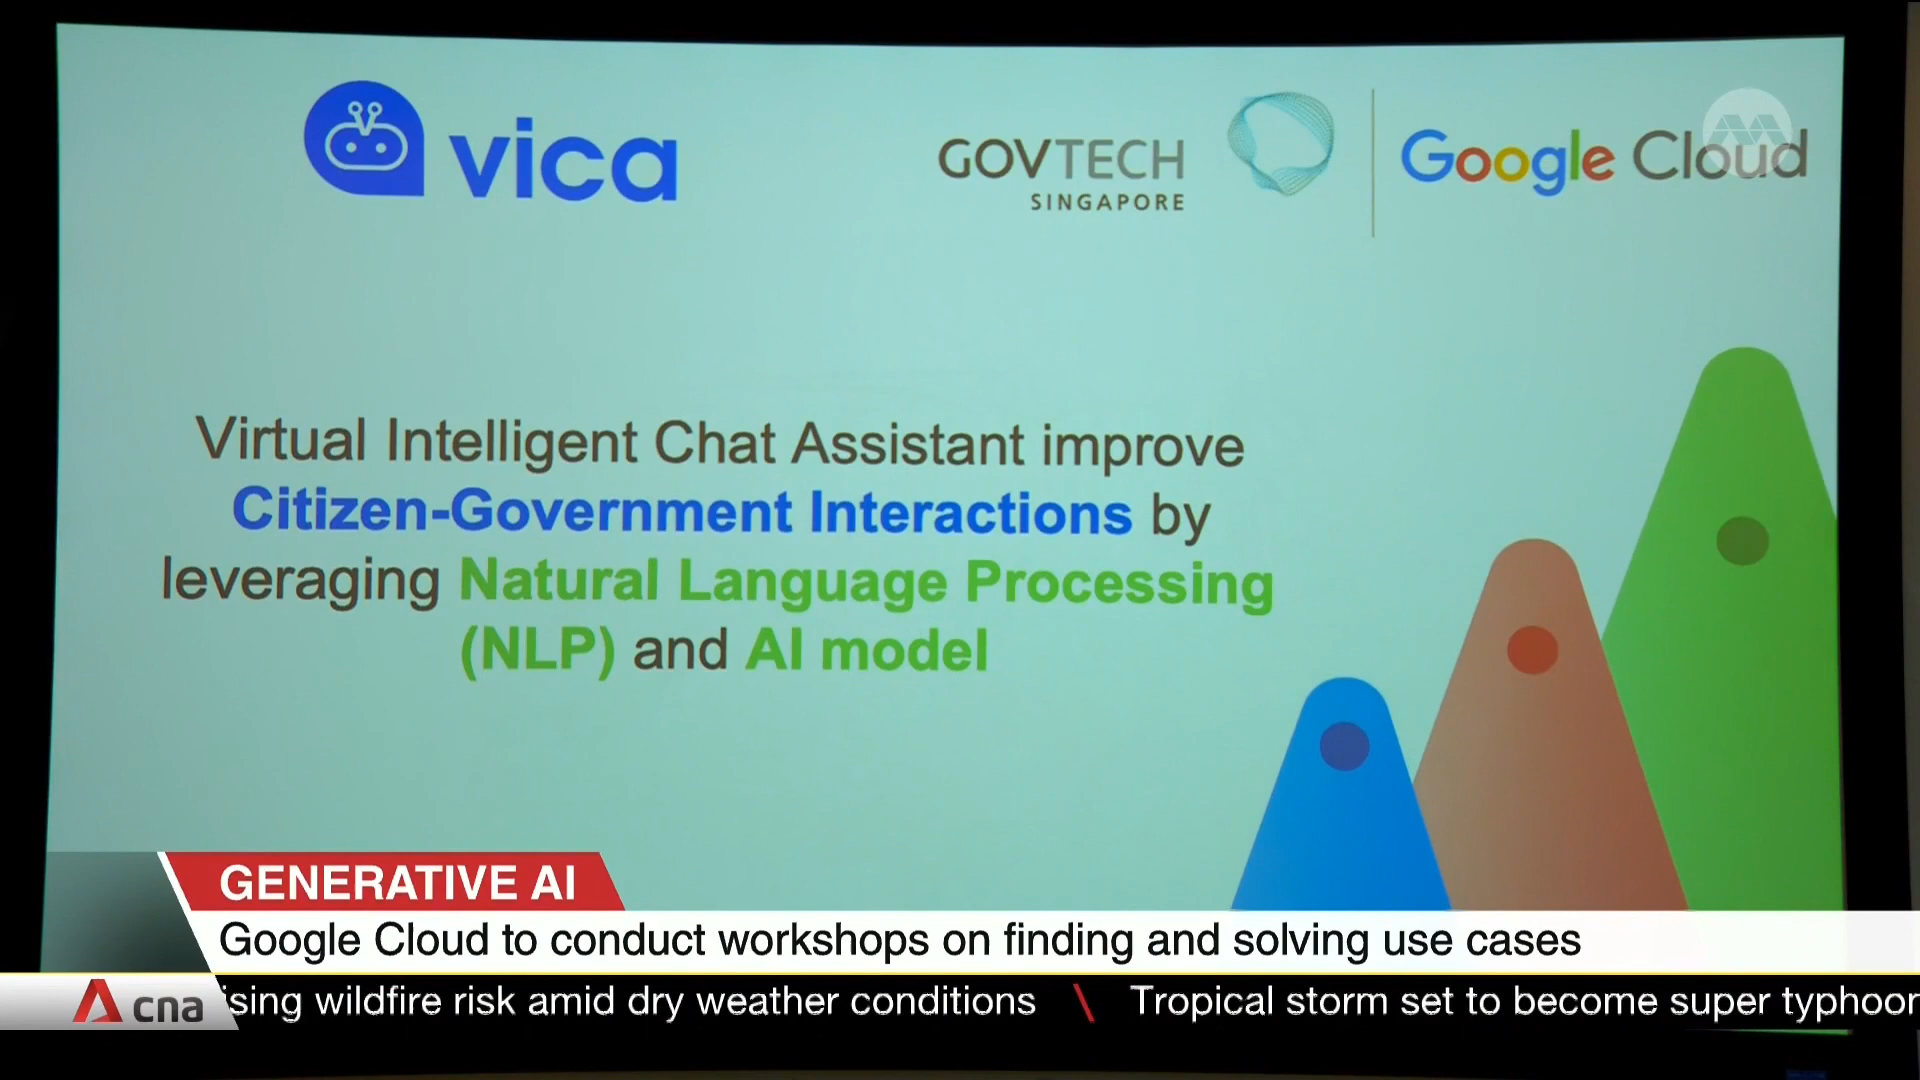 vica
GOVTECH
SINGAPORE
Google Cloud
Virtual Intelligent Chat Assistant improve
Citizen-Government Interactions by
leveraging Natural Language Processing
(NLP) and AI model
GENERATIVE AI
Google Cloud to conduct workshops on finding and solving use cases
cna
wildfire risk amid dry weather conditions \ Tropical storm set to become super